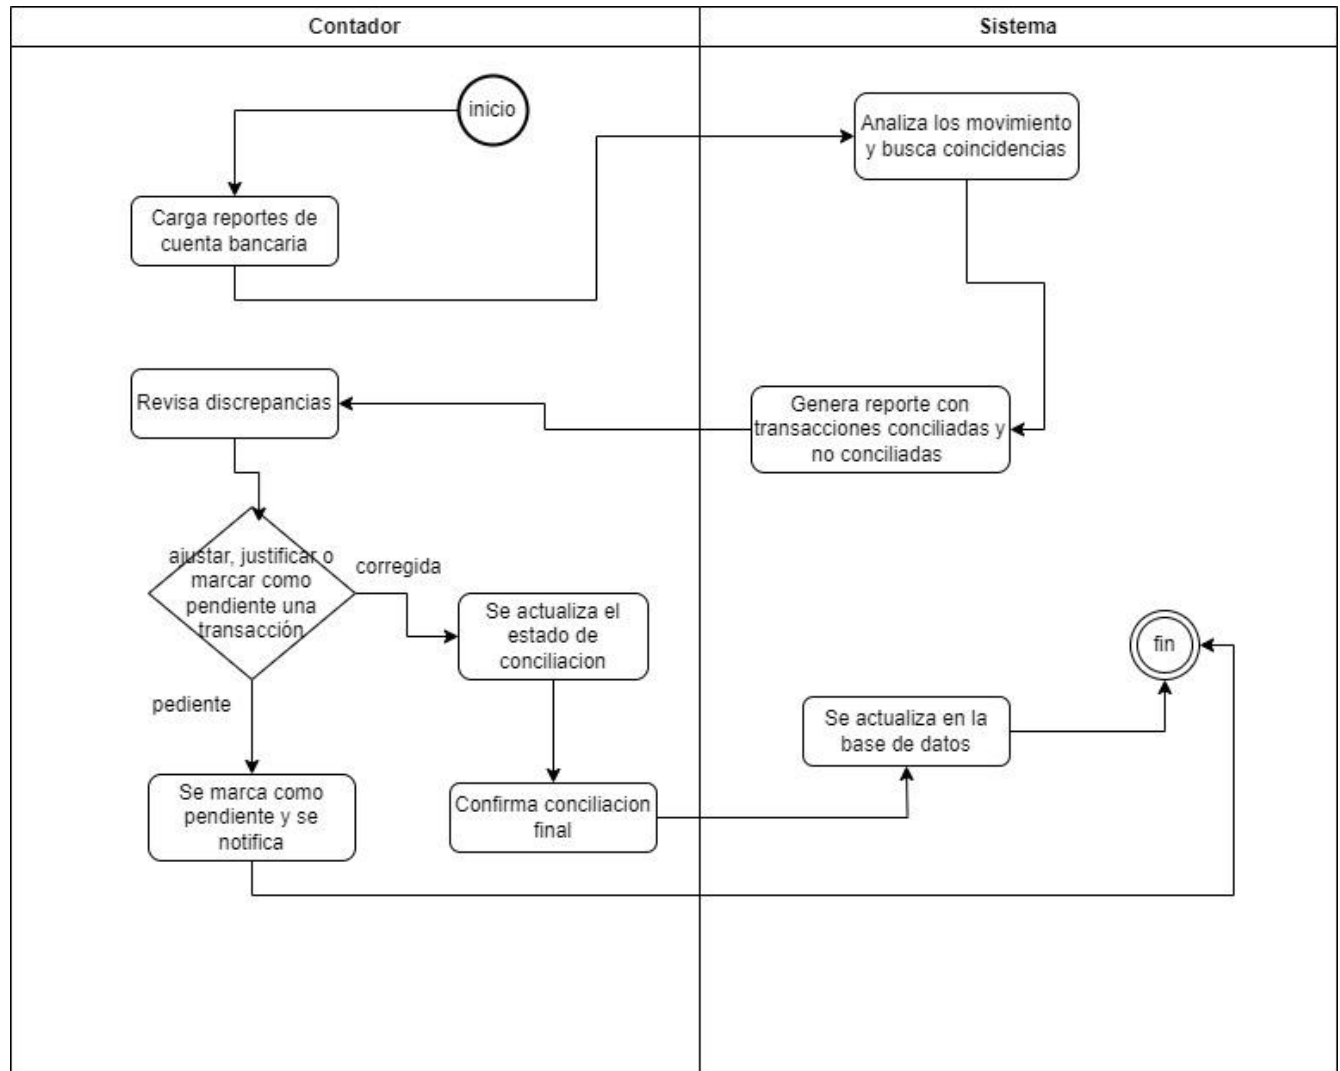 Contador
Sistema
inicio
Analiza los movimiento
y busca coincidencias
Carga reportes de
cuenta bancaria
Revisa discrepancias
Genera reporte con
transacciones conciliadas y
no conciliadas
ajustar, justificar o
marcar como
pendiente una
transacción
corregida
Se actualiza el
estado de
conciliacion
fin
pediente
Se actualiza en la
base de datos
Se marca como
pendiente y se
notifica
Confirma conciliacion
final